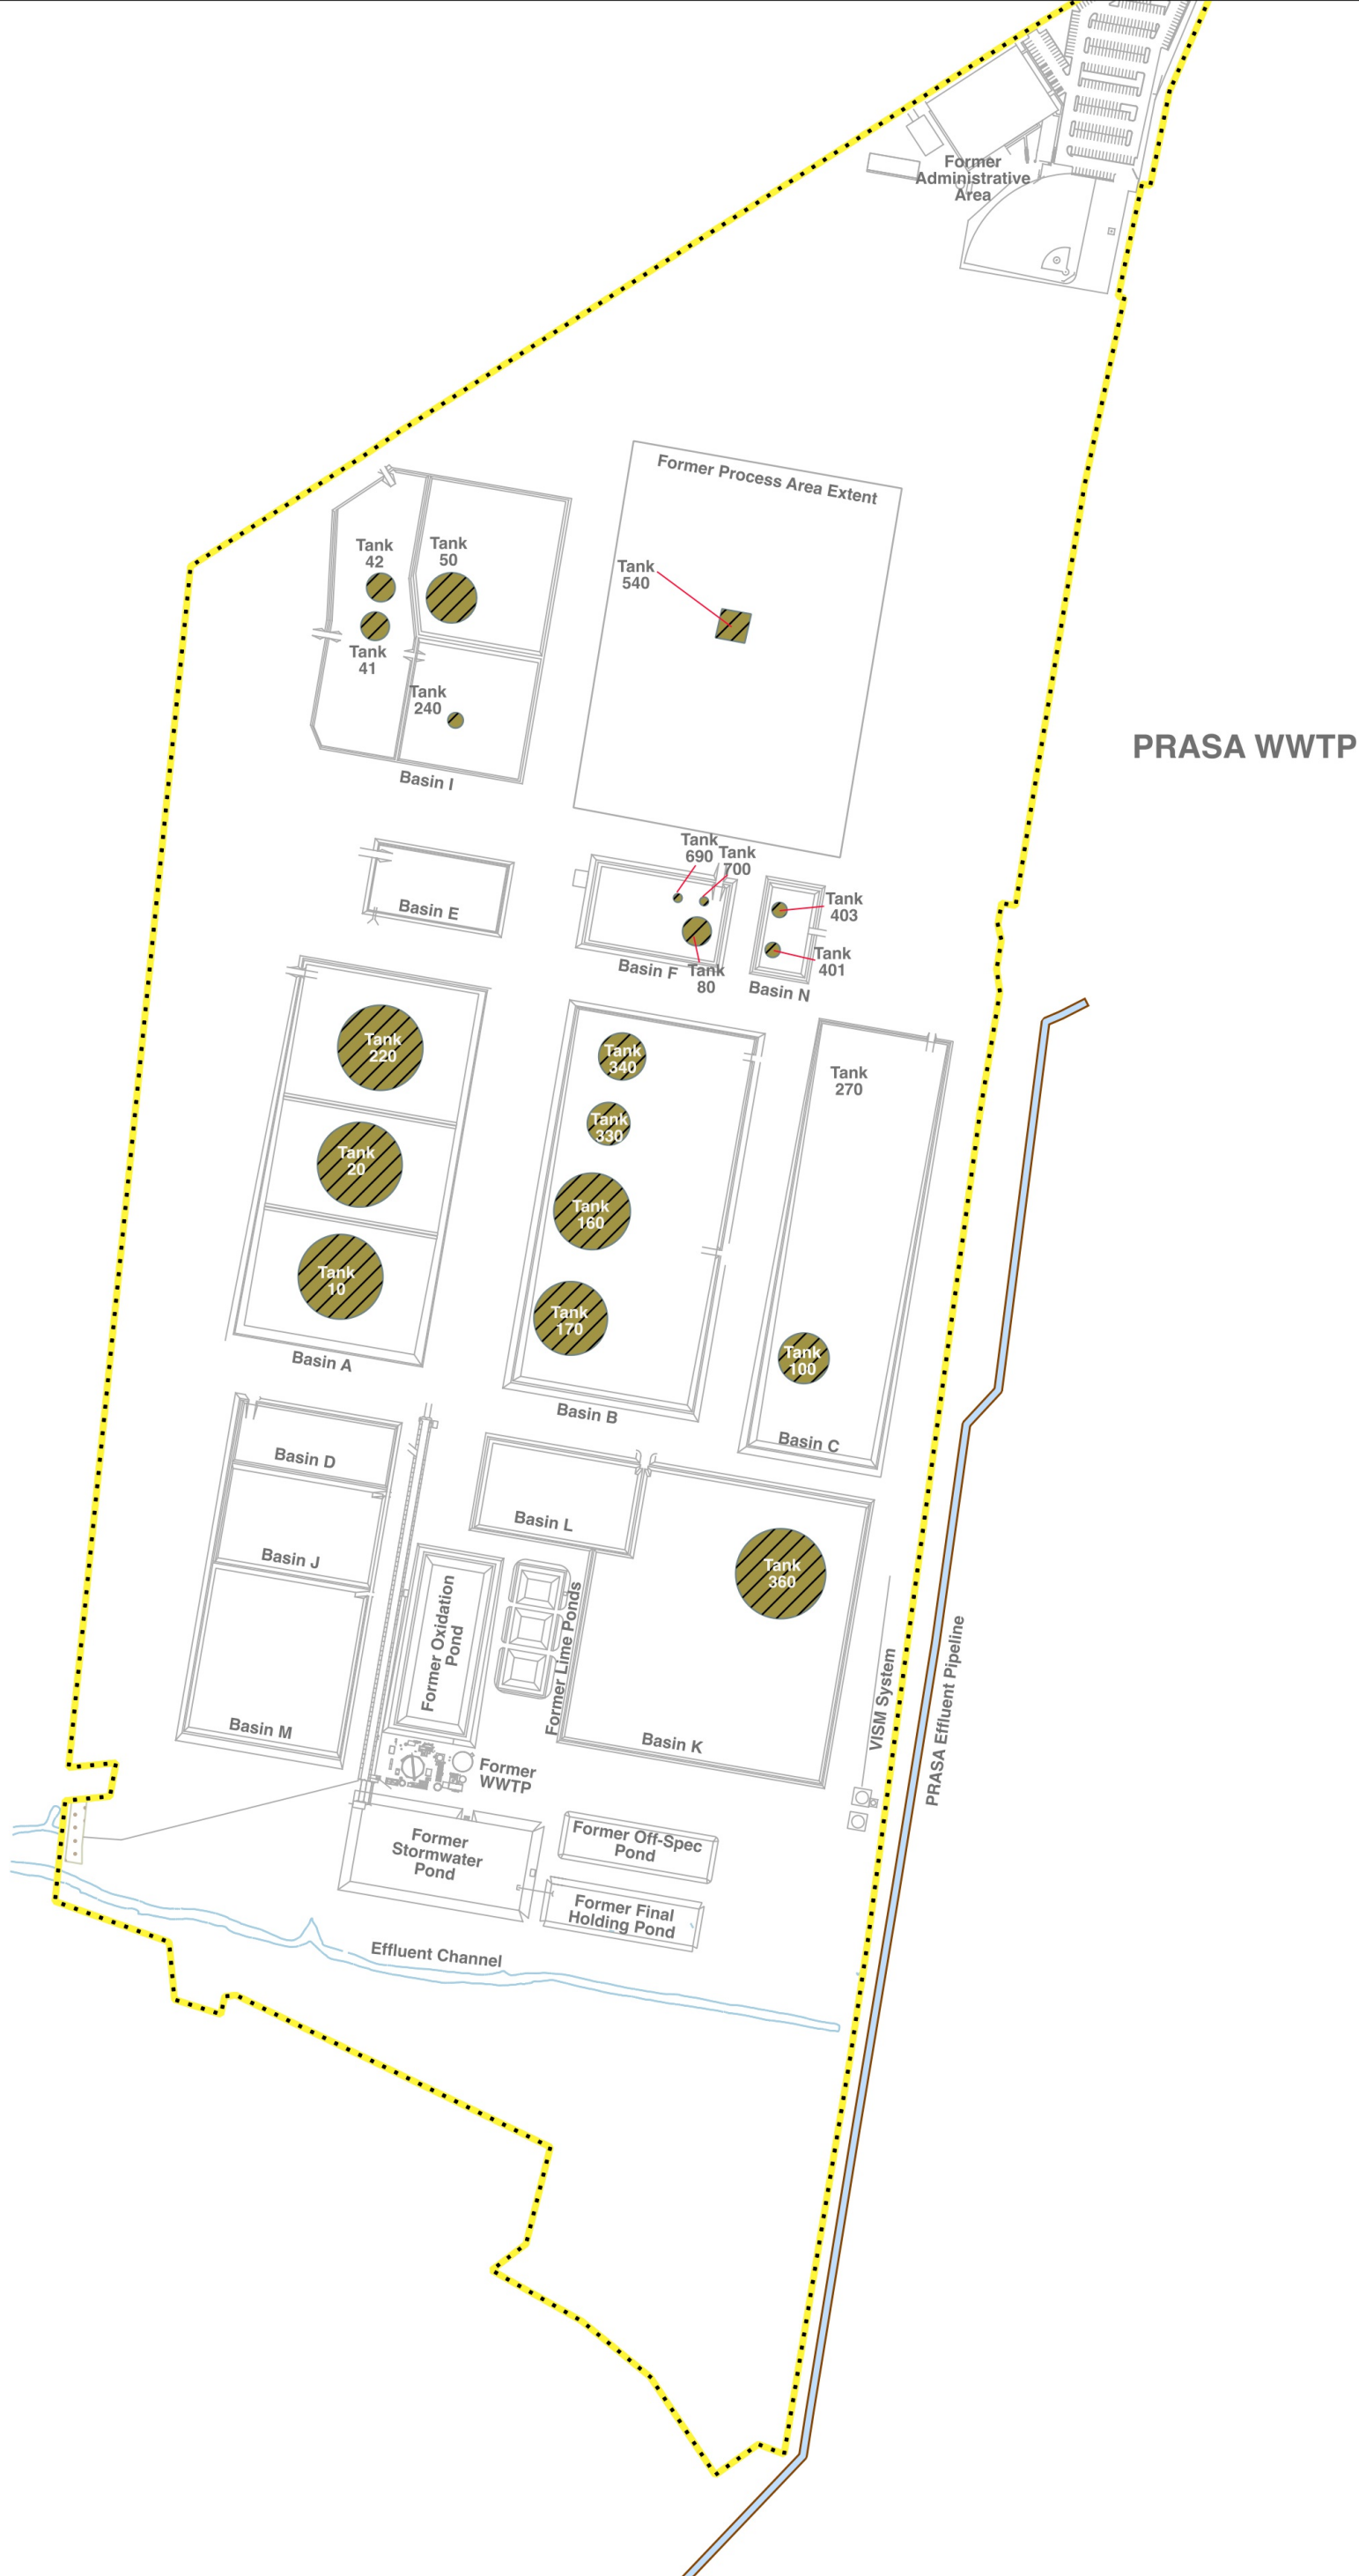 Former
Administrative
Area
Former Process Area Extent
Tank
42
Tank
50
Tank
540
Tank
41
Tank
240
PRASA WWTP
Basin I
Tank
690
Tank
700
Tank
403
Basin E
Tank
401
Basin F
Tank
80
Basin N
Tank
220
Tank
340
Tank
270
Tank
330
Tank
20
Tank
160
Tank
10
Tank
170
Tank
100
Basin A
Basin B
Basin C
Basin D
Basin L
Basin J
Tank
360
Former Oxidation
Pond
Former Lime Ponds
VISM System
PRASA Effluent Pipeline
Basin M
Basin K
Former
WWTP
Former
Stormwater
Pond
Former Off-Spec
Pond
Former Final
Holding Pond
Effluent Channel